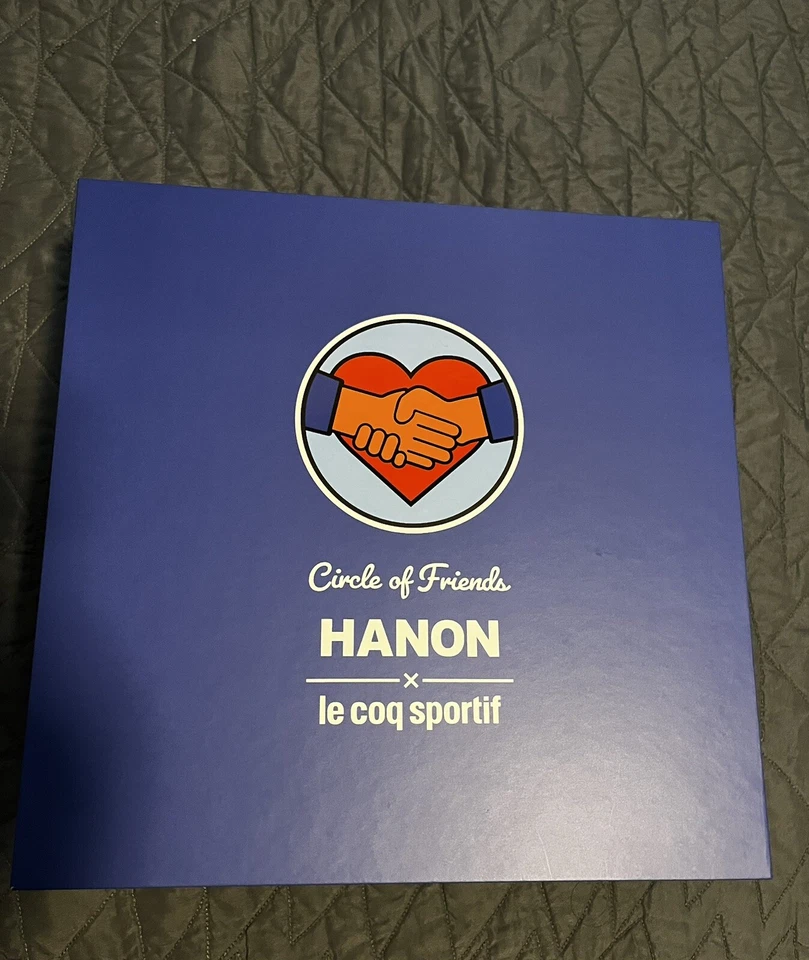 Circle of Friends
HANON
×
le coq sportif